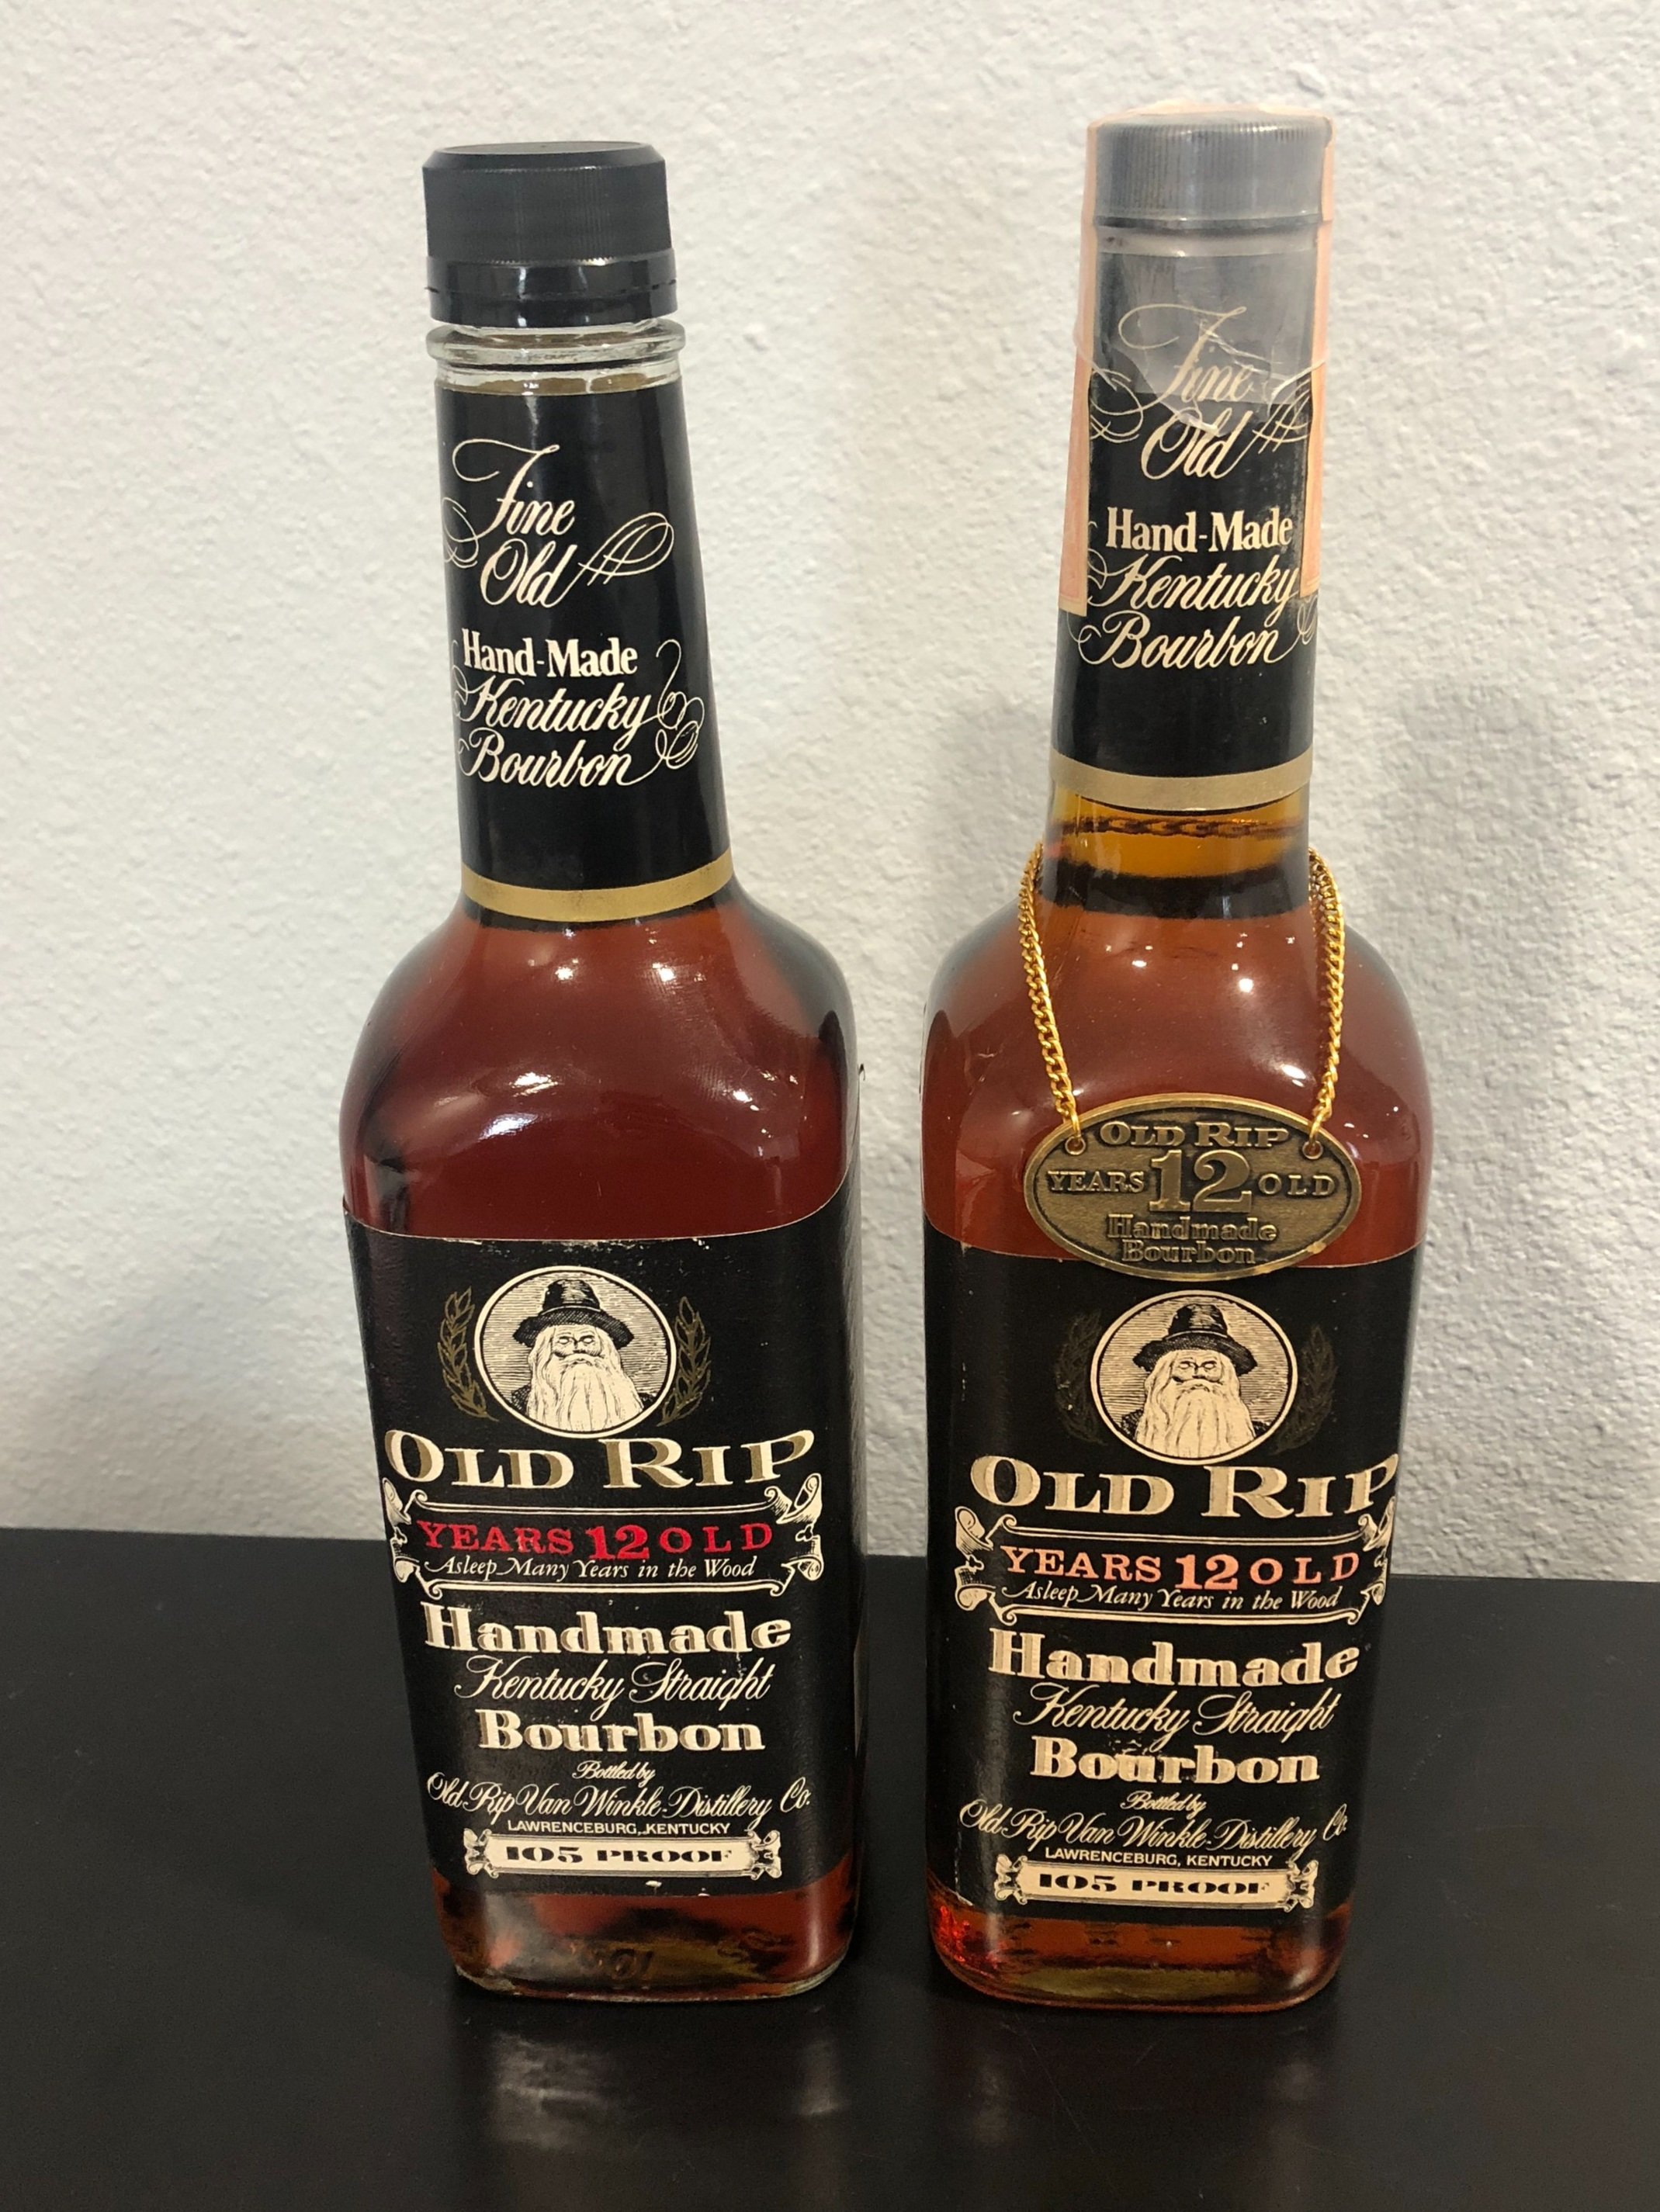 Fine
Old
Hand-Made
Kentucky
Bourbon
OLD RIP
YEARS 12 OLD
Asleep Many Years in the Wood
Handmade
Kentucky Straight
Bourbon
Bottled by
Old Rip Van Winkle Distillery Co.
LAWRENCEBURG, KENTUCKY
105 PROOF
Fine
Old
Hand-Made
Kentucky
Bourbon
OLD RIP
YEARS 12 OLD
Handmade
Bourbon
OLD RIP
YEARS 12 OLD
Asleep Many Years in the Wood
Handmade
Kentucky Straight
Bourbon
Bottled by
Old Rip Van Winkle Distillery Co.
LAWRENCEBURG, KENTUCKY
105 PROOF